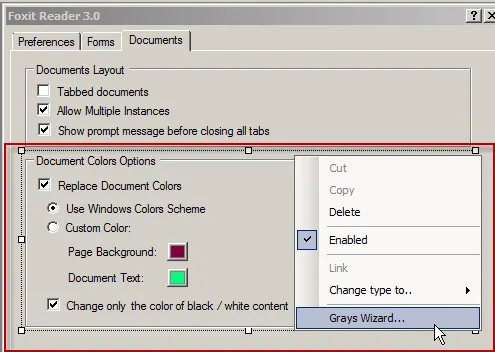 Foxit Reader 3.0
Preferences Forms Documents
Documents Layout
Tabbed documents
Allow Multiple Instances
Show prompt message before closing all tabs
Document Colors Options
Replace Document Colors
Use Windows Colors Scheme
Custom Color:
Page Background:
Document Text:
Change only the color of black / white content
Cut
Copy
Delete
Enabled
Link
Change type to..
Grays Wizard...